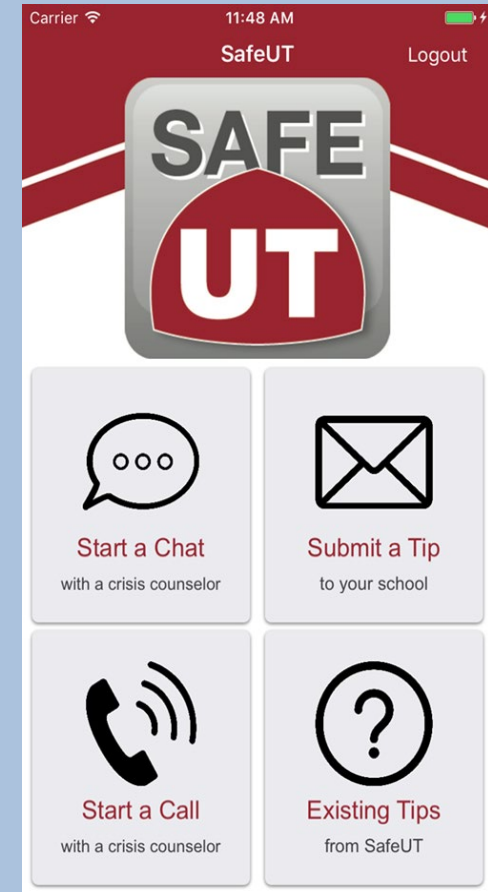 Carrier 11:48 AM
SafeUT Logout
SAFE
UT
Start a Chat
with a crisis counselor
Submit a Tip
to your school
Start a Call
with a crisis counselor
Existing Tips
from SafeUT